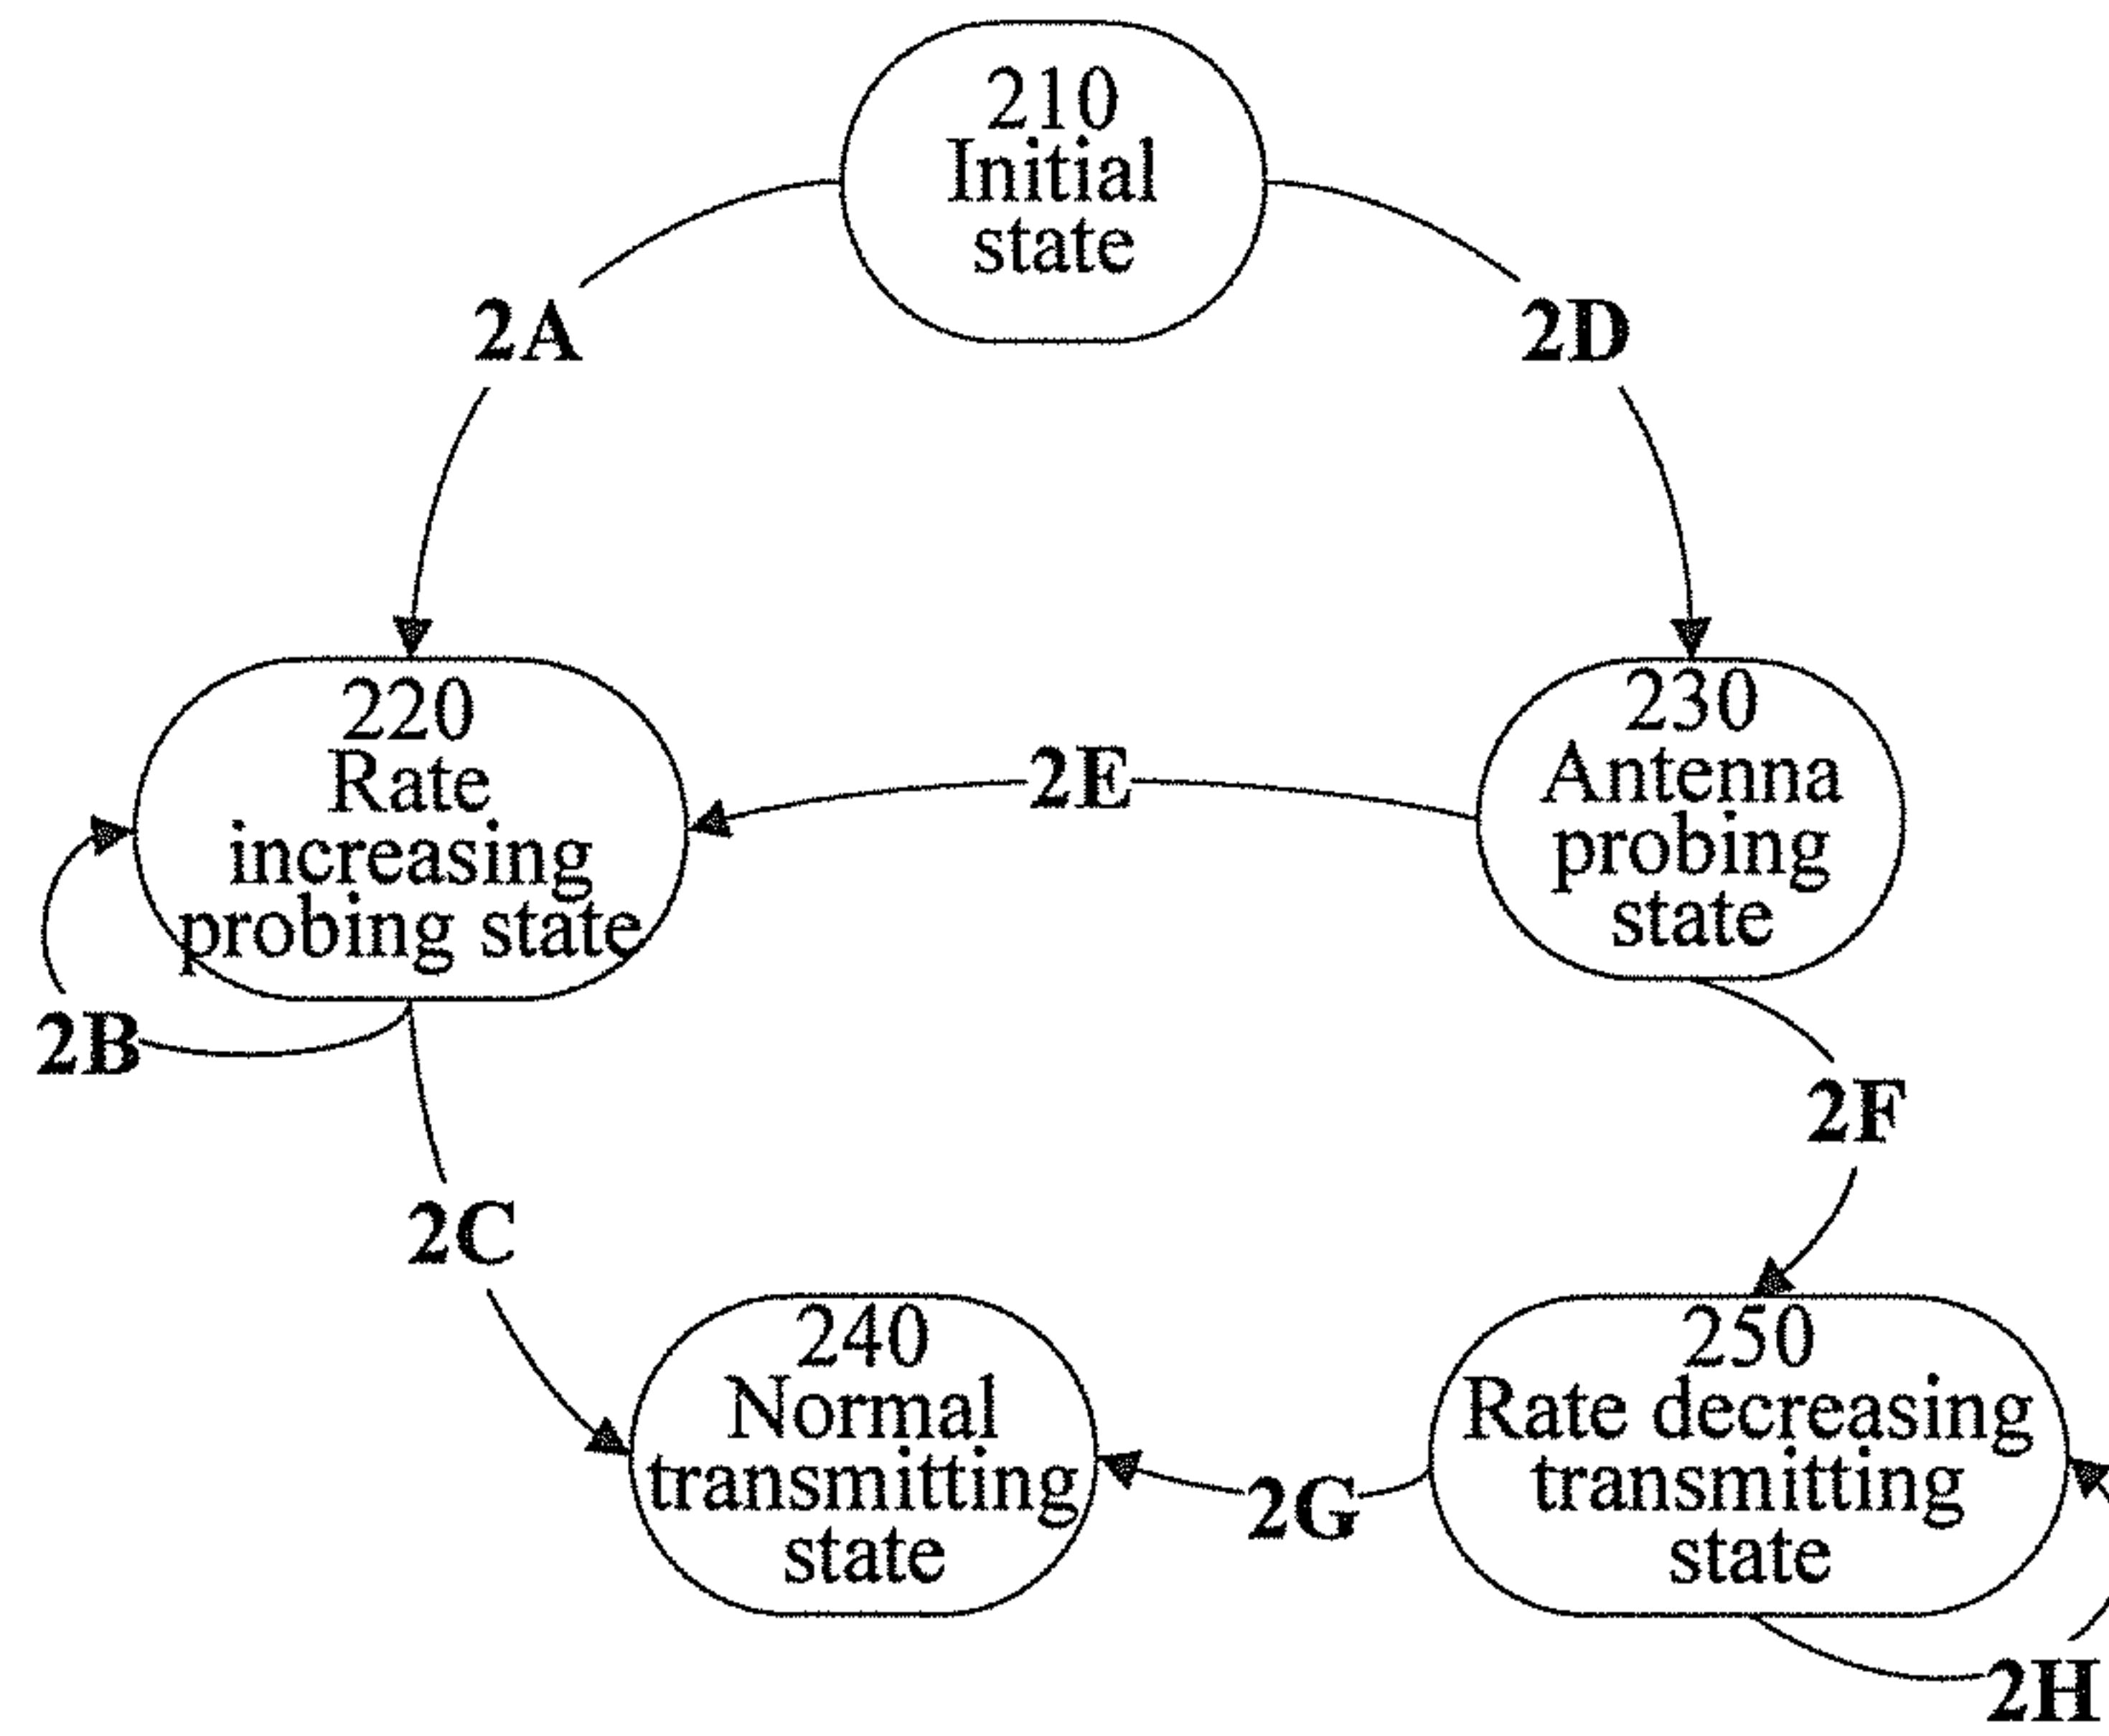 210
Initial
state
2A
2D
220
Rate
increasing
probing state
2E
230
Antenna
probing
state
2B
2F
2C
240
Normal
transmitting
state
2G
250
Rate decreasing
transmitting
state
2H